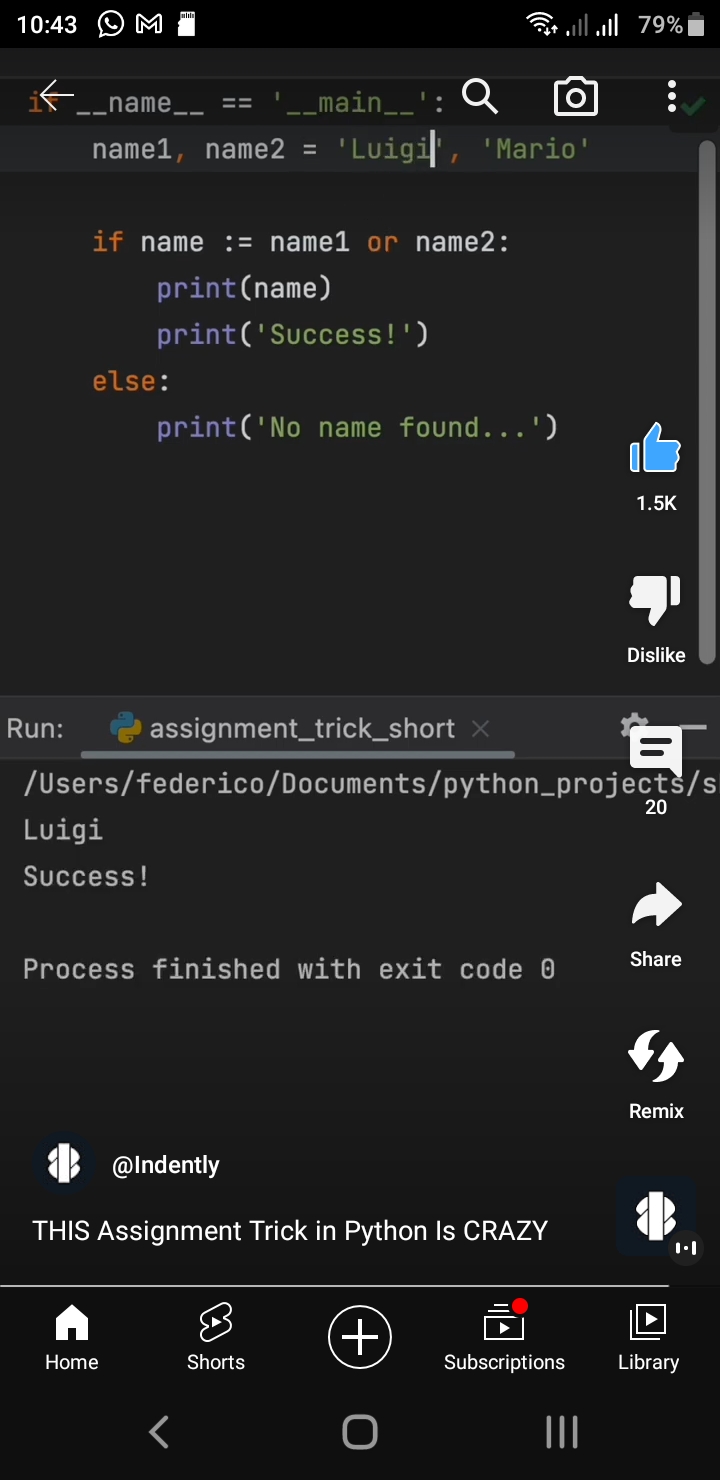 10:43 79%
if __name__ == '__main__':
name1, name2 = 'Luigi', 'Mario'
if name := name1 or name2:
print(name)
print('Success!')
else:
print('No name found...')
1.5K
Dislike
Run: assignment_trick_short
/Users/federico/Documents/python_projects/s
20
Luigi
Success!
Share
Process finished with exit code 0
Remix
@Indently
THIS Assignment Trick in Python Is CRAZY
Home Shorts Subscriptions Library